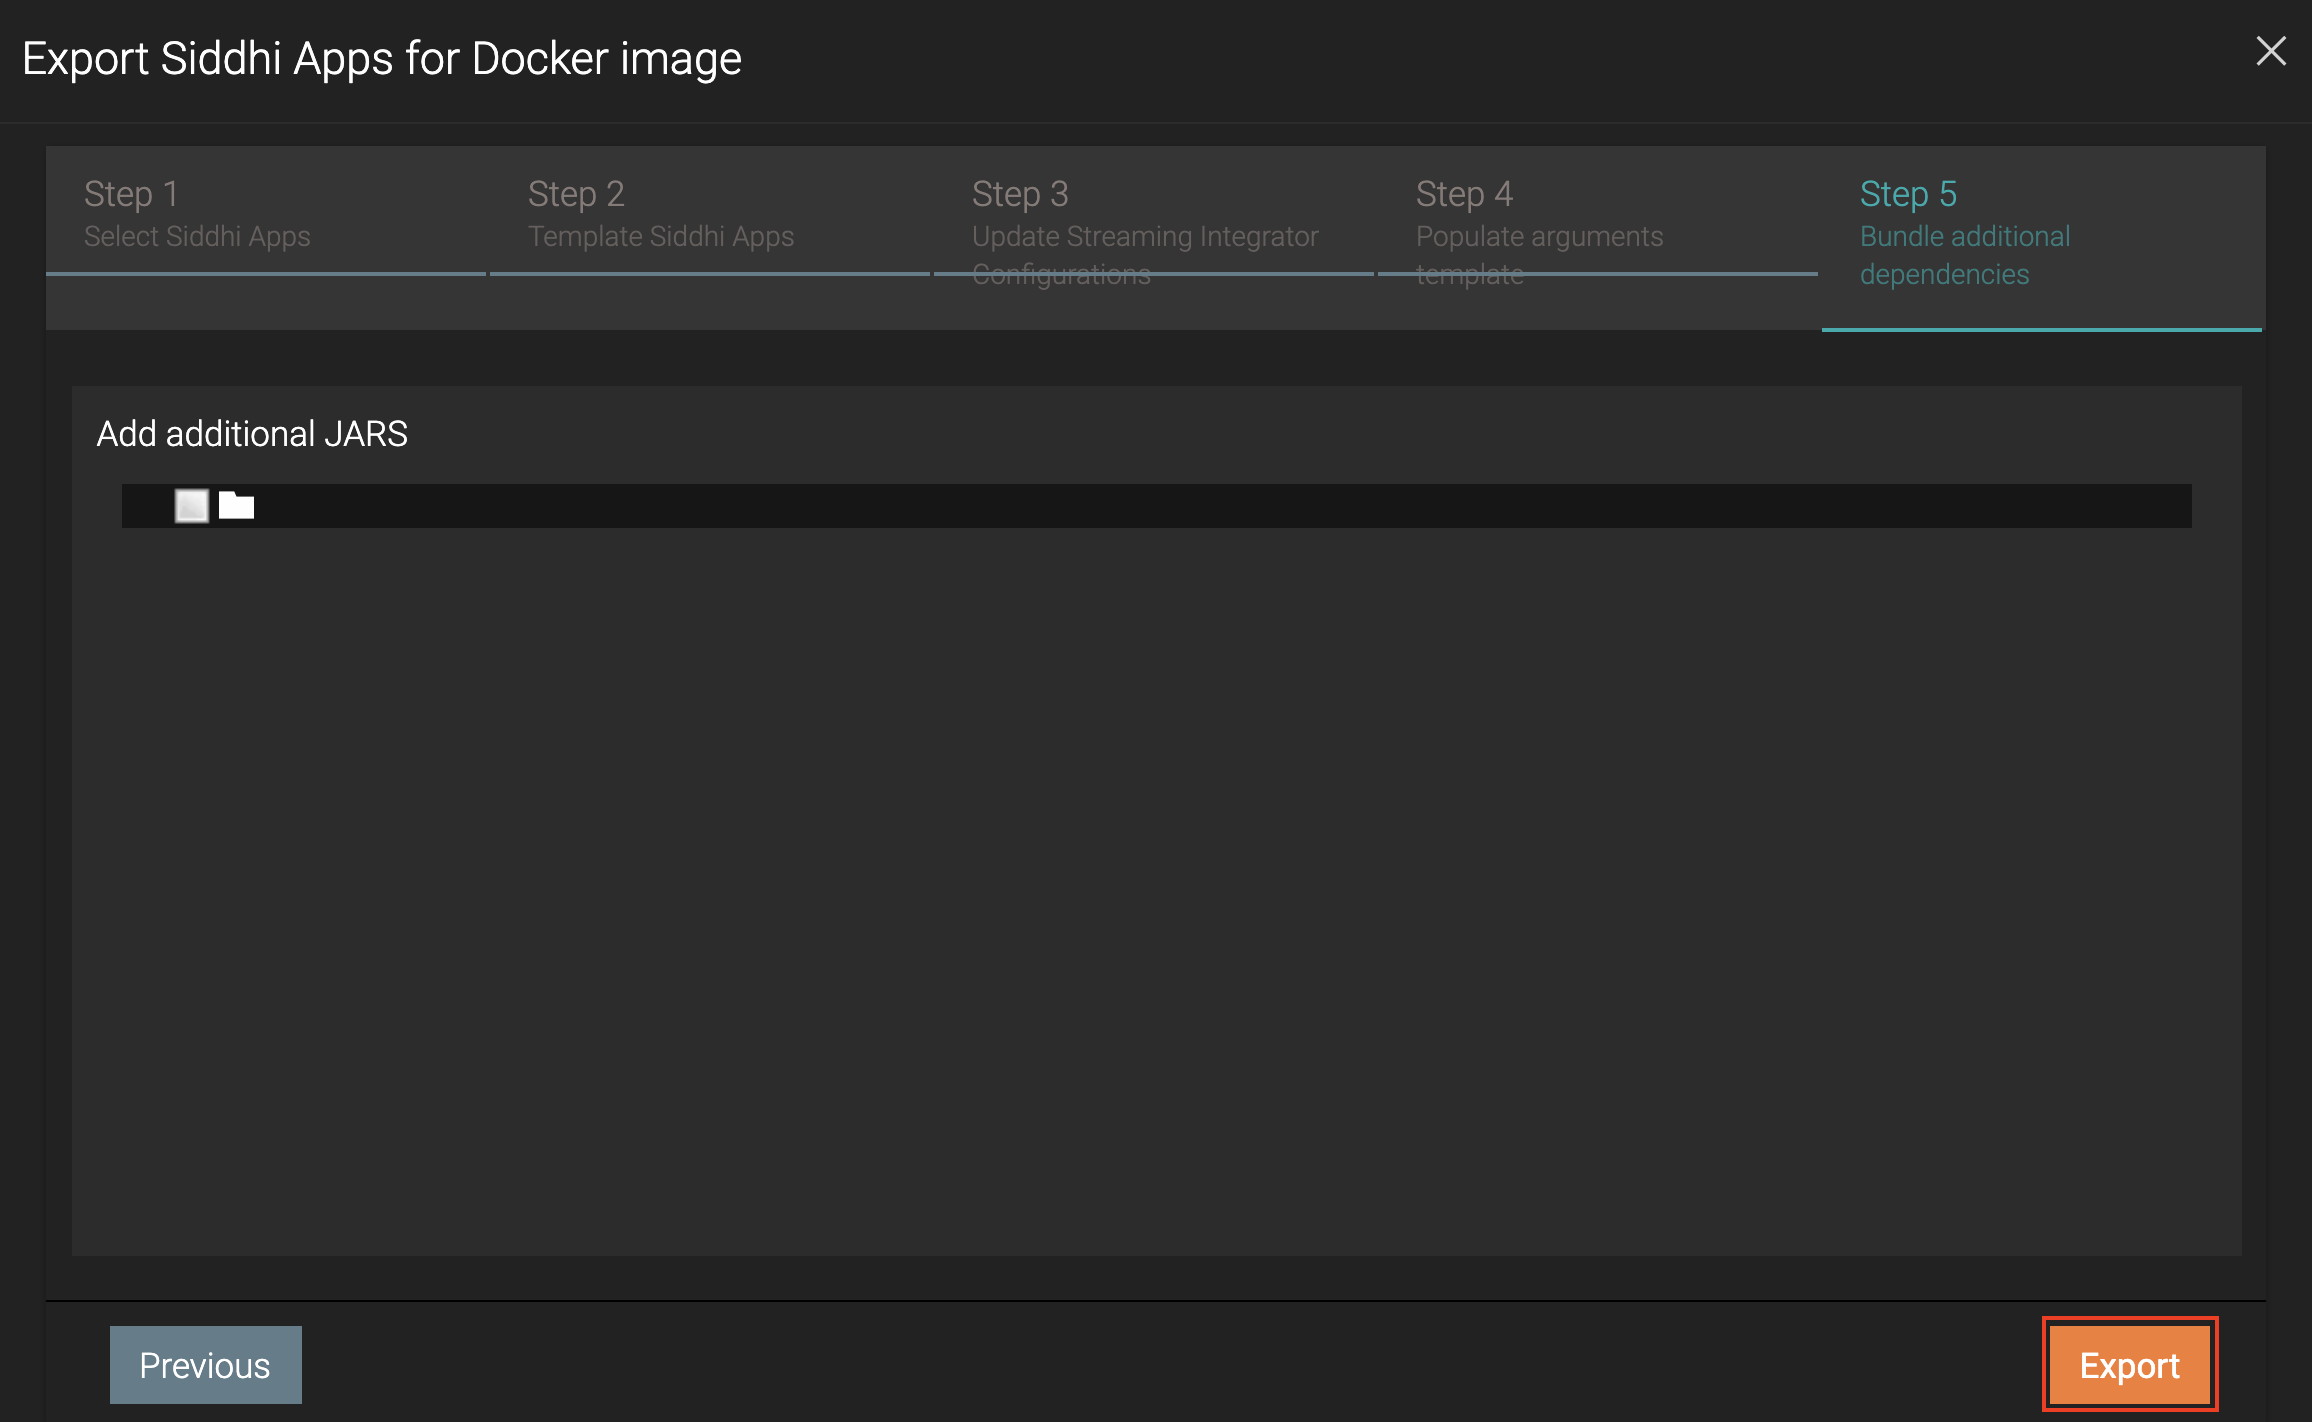 Export Siddhi Apps for Docker image
Step 1
Select Siddhi Apps
Step 2
Template Siddhi Apps
Step 3
Update Streaming Integrator
Configurations
Step 4
Populate arguments
template
Step 5
Bundle additional
dependencies
Add additional JARS
Previous
Export